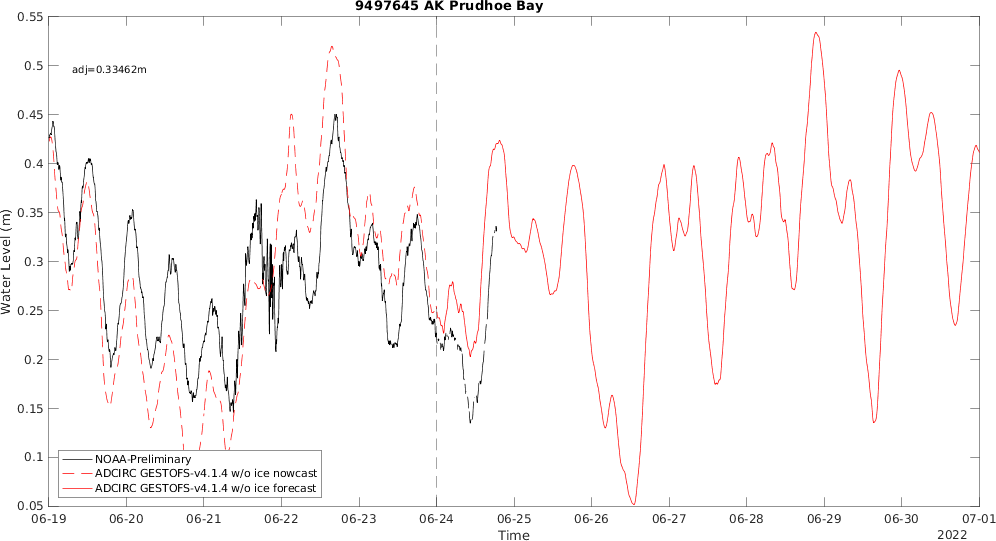 9497645 AK Prudhoe Bay
adj=0.33462m
Water Level (m)
0.55
0.5
0.45
0.4
0.35
0.3
0.25
0.2
0.15
0.1
0.05
NOAA-Preliminary
ADCIRC GESTOFS-v4.1.4 w/o ice nowcast
ADCIRC GESTOFS-v4.1.4 w/o ice forecast
06-19 06-20 06-21 06-22 06-23 06-24 06-25 06-26 06-27 06-28 06-29 06-30 07-01
Time
2022